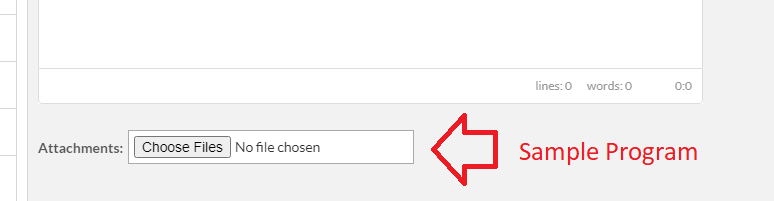 lines: 0 words: 0 0:0
Attachments: Choose Files No file chosen
Sample Program